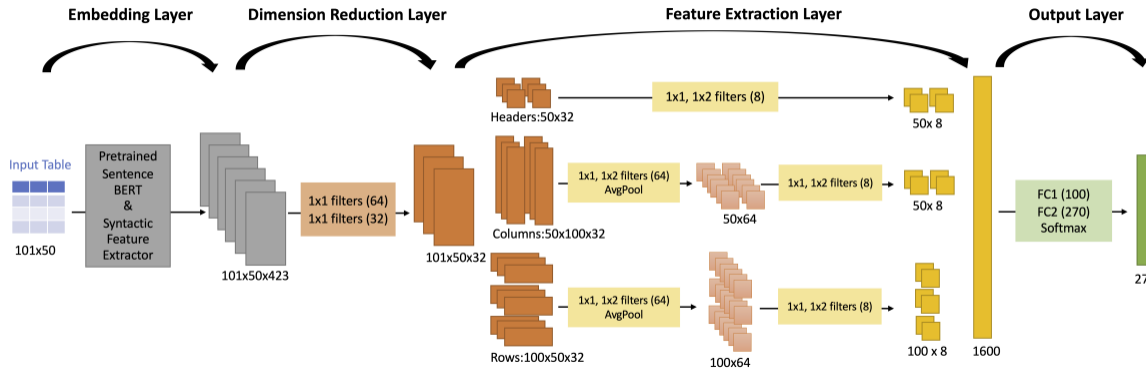 Embedding Layer
Dimension Reduction Layer
Feature Extraction Layer
Output Layer
Input Table
101x50
Pretrained
Sentence
BERT
&
Syntactic
Feature
Extractor
101x50x423
1x1 filters (64)
1x1 filters (32)
101x50x32
Headers:50x32
1x1, 1x2 filters (8)
50x 8
Columns:50x100x32
1x1, 1x2 filters (64)
AvgPool
50x64
1x1, 1x2 filters (8)
50x 8
Rows:100x50x32
1x1, 1x2 filters (64)
AvgPool
100x64
1x1, 1x2 filters (8)
100 x 8
1600
FC1 (100)
FC2 (270)
Softmax
27